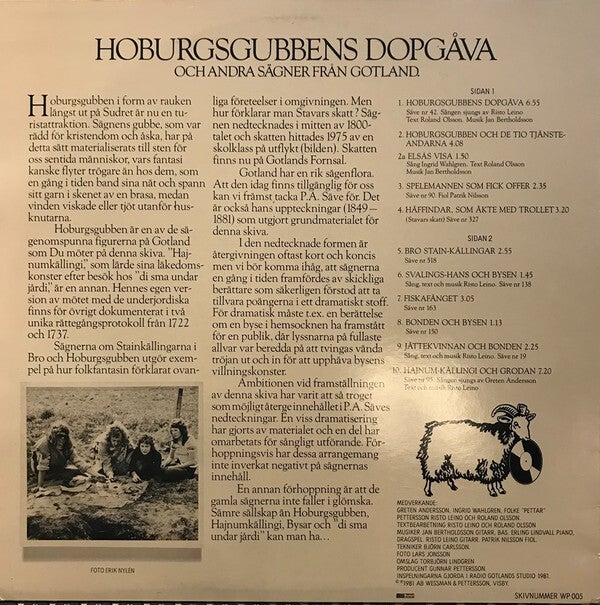 HOBURGSGUBBENS DOPGÅVA
OCH ANDRA SÄGNER FRÅN GOTLAND.
Hoburgsgubben i form av rauken
längst ut på Sudret är nu en tu-
ristattraktion. Sägnens gubbe, som var
rädd för kristendom och åska, har på
detta sätt materialiserats till sten för
oss sentida människor, vars fantasi
kanske flyter trögare än hos dem, som
en gång i tiden band sina nät och spann
sitt garn i skenet av en brasa, medan
vinden viskade eller tjöt utanför hus-
knutarna.
Hoburgsgubben är en av de sä-
genomspunna figurerna på Gotland
som Du möter på denna skiva. "Haj-
numkällingi," som lärde sina läkedoms-
konster efter besök hos "di sma undar
jårdi," är en annan. Hennes egen ver-
sion av mötet med de underjordiska
finns för övrigt dokumenterat i två
unika rättegångsprotokoll från 1722
och 1737.
Sägnerna om Stainkällingarna i
Bro och Hoburgsgubben utgör exem-
pel på hur folkfantasin förklarat ovan-
liga företeelser i omgivningen. Men
hur förklarar man Stavars skatt? Säg-
nen nedtecknades i mitten av 1800-
talet och skatten hittades 1975 av en
skolklass på utflykt (bilden). Skatten
finns nu på Gotlands Fornsal.
Gotland har en rik sägenflora.
Att den idag finns tillgänglig för oss
kan vi främst tacka P.A. Säve för. Det
är också hans uppteckningar (1849–
1881) som utgjort grundmaterialet för
denna skiva.
I den nedtecknade formen är
återgivningen oftast kort och koncis
men vi bör komma ihåg, att sägnerna
en gång i tiden framfördes av skickliga
berättare som säkerligen förstod att ta
tillvara poängerna i ett dramatiskt stoff.
För dramatik måste t.ex. en berättelse
om en byse i hemsocknen ha framstått
för en publik, där lyssnarna på fullaste
allvar var beredda på att tvingas vända
tröjan ut och in för att upphäva bysens
villningskonster.
Ambitionen vid framställningen
av denna skiva har varit att så troget
som möjligt återge innehållet i P.A. Säves
nedteckningar. En viss dramatisering
har gjorts av materialet och en del har
omarbetats för sångligt utförande. För-
hoppningsvis har dessa arrangemang
inte inverkat negativt på sägnernas
innehåll.
En annan förhoppning är att de
gamla sägnerna inte faller i glömska.
Sämre sällskap än Hoburgsgubben,
Hajnumkällingi, Bysar och "di sma
undar jårdi" kan man ha...
FOTO ERIK NYLÉN
SIDAN 1
1. HOBURGSGUBBENS DOPGÅVA 6.55
Säve nr 42. Sången sjungs av Risto Leino
Text Roland Olsson. Musik Jan Bertholdsson
2. HOBURGSGUBBEN OCH DE TIO TJÄNSTE-
ANDARNA 4.08
2a ELSAS VISA 1.50
Sång Ingrid Wahlgren. Text Roland Olsson
Musik Jan Bertholdsson
3. SPELEMANNEN SOM FICK OFFER 2.35
Säve nr 90. Fiol Patrik Nilsson
4. HÄFFINDAR, SOM ÅKTE MED TROLLET 3.20
(Stavars skatt) Säve nr 327
SIDAN 2
5. BRO STAIN-KÄLLINGAR 2.55
Säve nr 318
6. SVALINGS-HANS OCH BYSEN 1.45
Sång, text och musik Risto Leino. Säve nr 138
7. FISKAFÄNGET 3.05
Säve nr 163
8. BONDEN OCH BYSEN 1.13
Säve nr 150
9. JÄTTEKVINNAN OCH BONDEN 2.25
Sång, text och musik Risto Leino. Säve nr 19
10. HAJNUM-KÄLLINGI OCH GRODAN 7.20
Säve nr 95. Sången sjungs av Greten Andersson
Text och musik Risto Leino
MEDVERKANDE:
GRETEN ANDERSSON, INGRID WAHLGREN, FOLKE "PETTAR"
PETTERSSON RISTO LEINO OCH ROLAND OLSSON.
TEXTBEARBETNING RISTO LEINO OCH ROLAND OLSSON
MUSIKER JAN BERTHOLDSSON GITARR, BAS. ERLING LINDVALL PIANO,
DRAGSPEL. RISTO LEINO GITARR. PATRIK NILSSON FIOL.
TEKNIKER BJÖRN CARLSSON.
FOTO LARS JONSSON
OMSLAG TORBJÖRN LINDGREN
PRODUCENT GUNNAR PETTERSSON.
INSPELNINGARNA GJORDA I RADIO GOTLANDS STUDIO 1981.
© 1981 AB WESSMAN & PETTERSSON, VISBY.
SKIVNUMMER WP 005